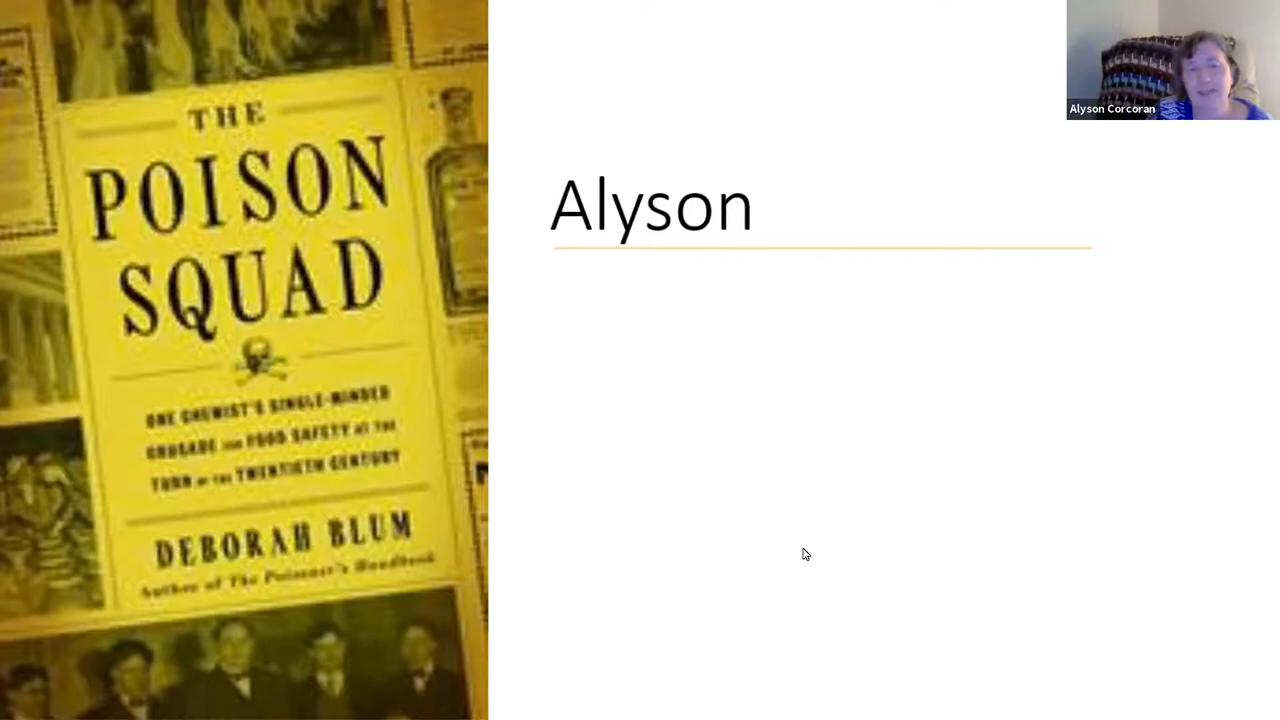 THE
POISON
SQUAD
ONE CHEMIST'S SINGLE-MINDED
CRUSADE FOR FOOD SAFETY AT THE
TURN OF THE TWENTIETH CENTURY
DEBORAH BLUM
Author of The Poisoner's Handbook
Alyson
Alyson Corcoran